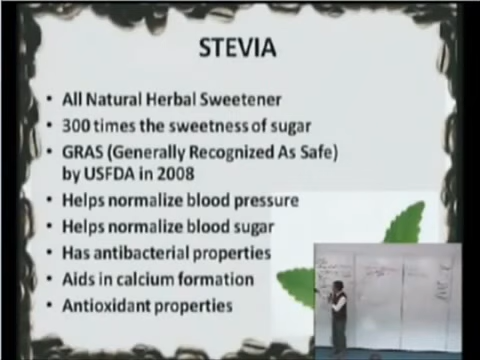 STEVIA
• All Natural Herbal Sweetener
• 300 times the sweetness of sugar
• GRAS (Generally Recognized As Safe)
by USFDA in 2008
• Helps normalize blood pressure
• Helps normalize blood sugar
• Has antibacterial properties
• Aids in calcium formation
• Antioxidant properties